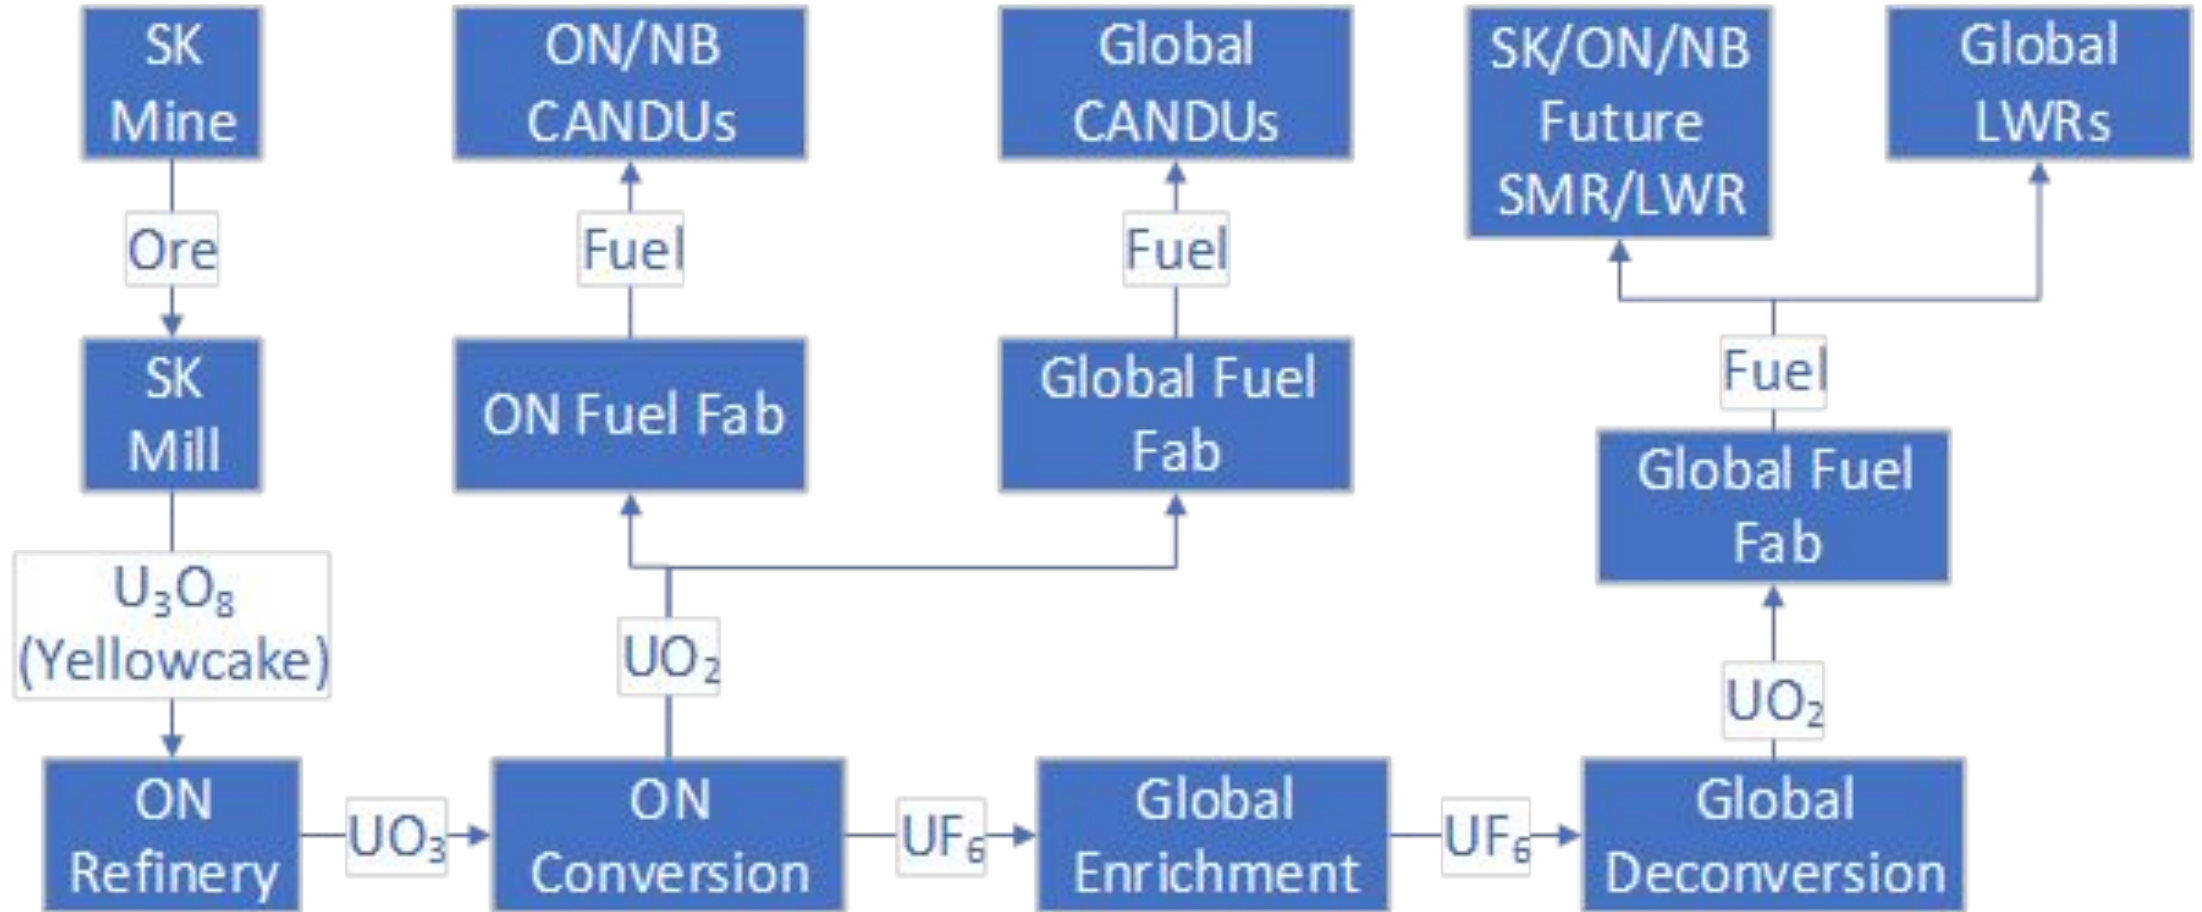 SK
Mine
ON/NB
CANDUs
Global
CANDUs
SK/ON/NB
Future
SMR/LWR
Global
LWRs
Ore
Fuel
Fuel
Fuel
SK
Mill
ON Fuel Fab
Global Fuel
Fab
Global Fuel
Fab
U₃O₈
(Yellowcake)
UO₂
UO₂
ON
Refinery
UO₃
ON
Conversion
UF₆
Global
Enrichment
UF₆
Global
Deconversion